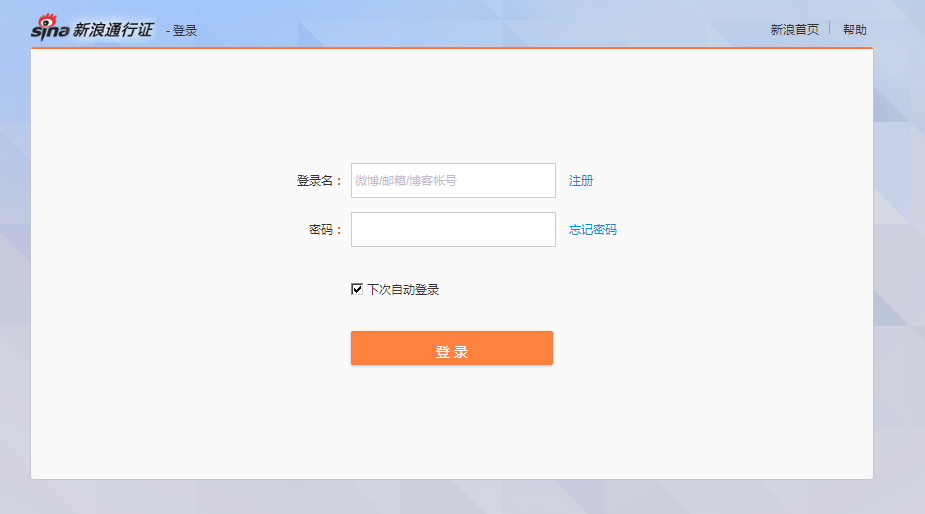 sina 新浪通行证 - 登录
新浪首页 | 帮助
登录名： 微博/邮箱/博客帐号 注册
密码： 忘记密码
下次自动登录
登 录